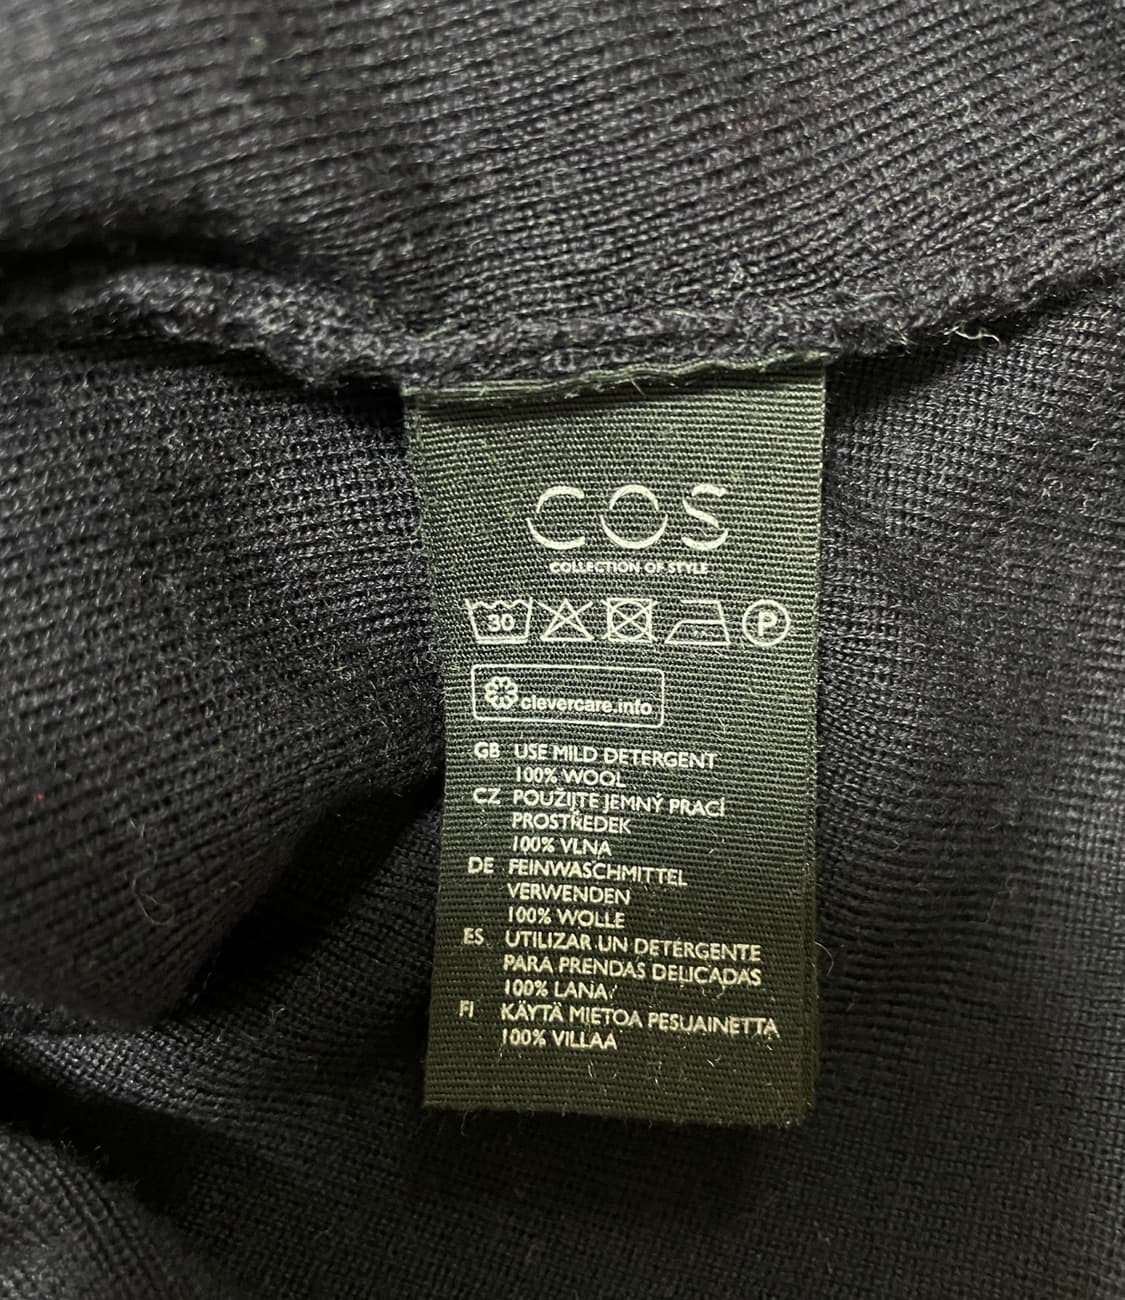 COS
COLLECTION OF STYLE
30 P
clevercare.info
GB USE MILD DETERGENT
100% WOOL
CZ POUŽIJTE JEMNÝ PRACÍ
PROSTŘEDEK
100% VLNA
DE FEINWASCHMITTEL
VERWENDEN
100% WOLLE
ES UTILIZAR UN DETERGENTE
PARA PRENDAS DELICADAS
100% LANA
FI KÄYTÄ MIETOA PESUAINETTA
100% VILLAA